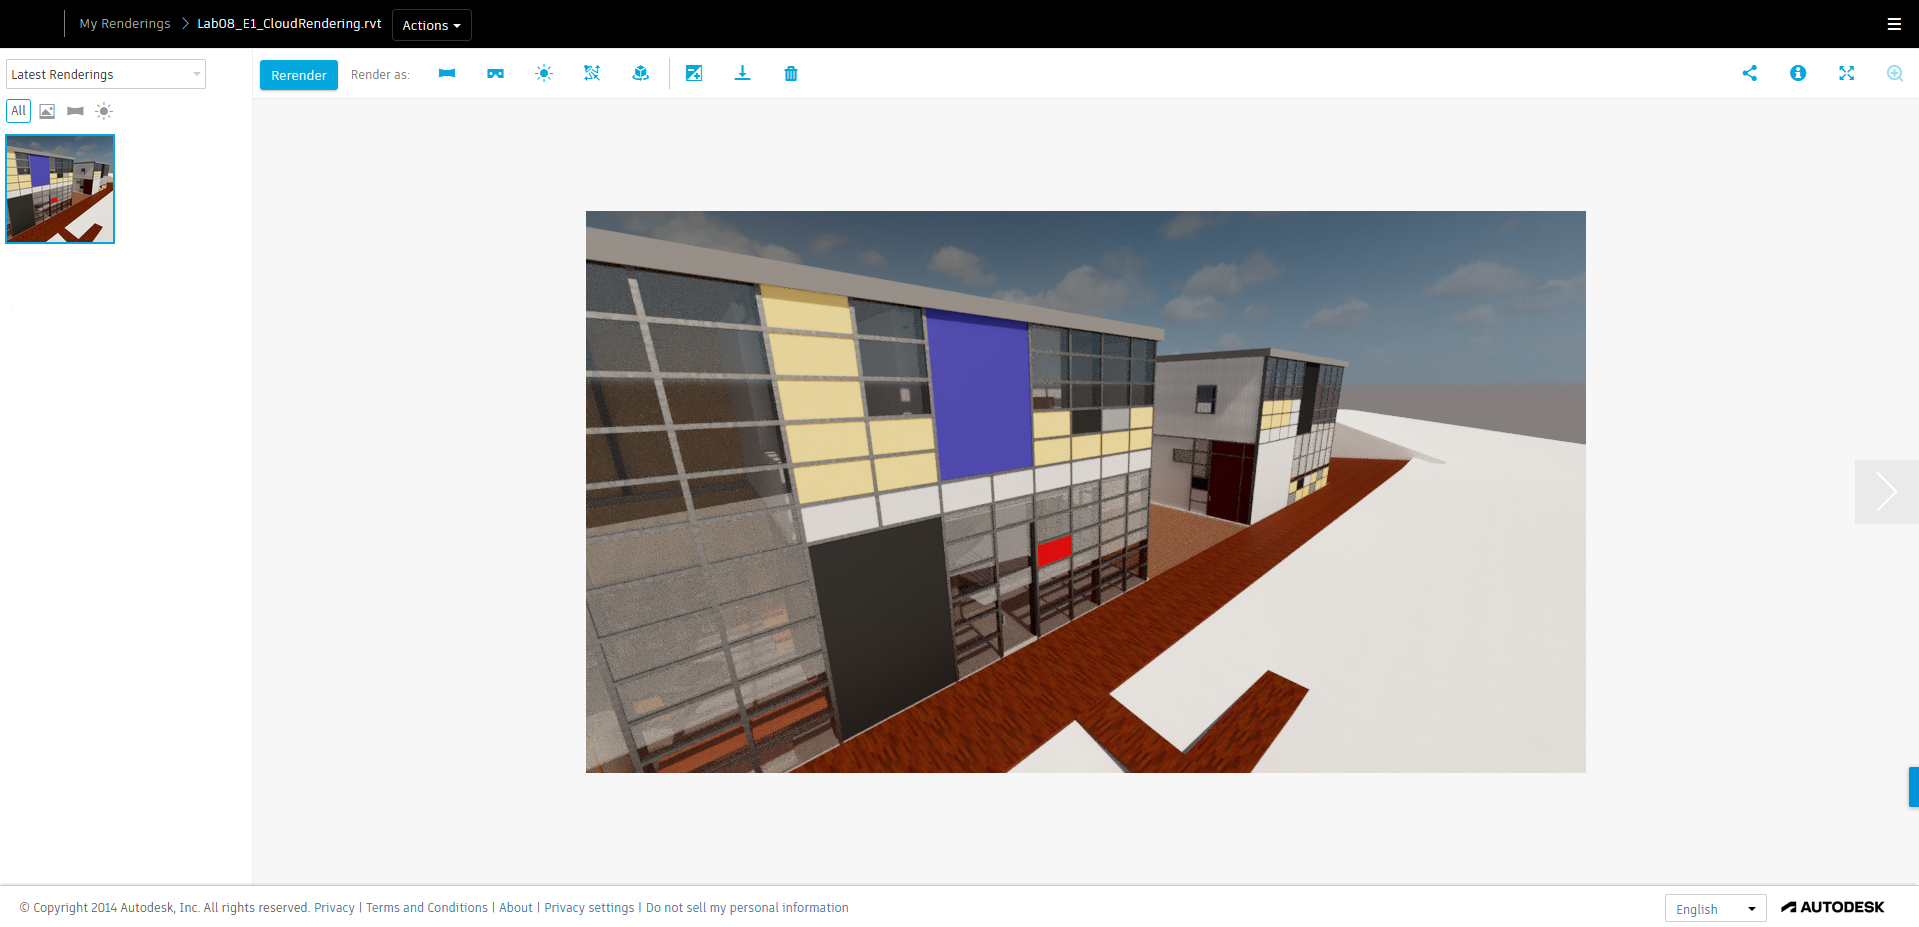 My Renderings > Lab08_E1_CloudRendering.rvt Actions
Latest Renderings
Rerender Render as:
All
© Copyright 2014 Autodesk, Inc. All rights reserved. Privacy | Terms and Conditions | About | Privacy settings | Do not sell my personal information
English
AUTODESK